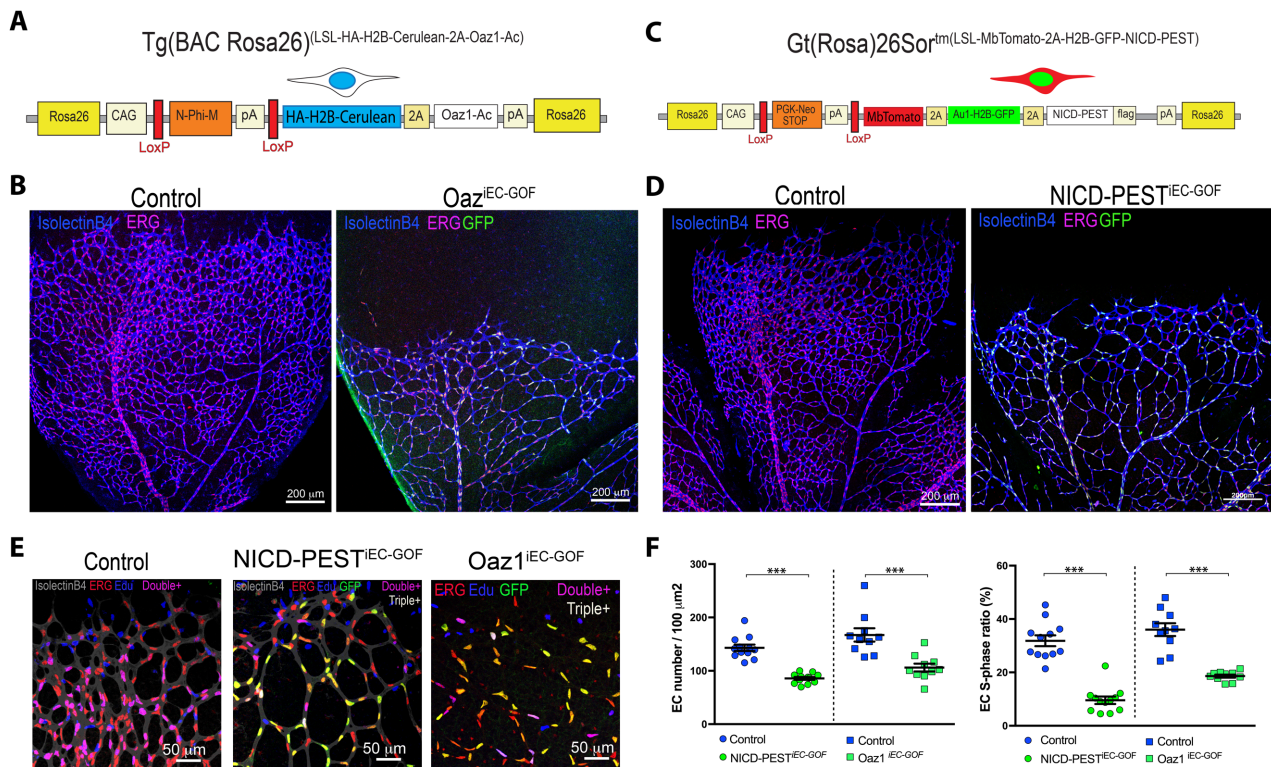 A
Tg(BAC Rosa26)(LSL-HA-H2B-Cerulean-2A-Oaz1-Ac)
Rosa26 CAG N-Phi-M pA HA-H2B-Cerulean 2A Oaz1-Ac pA Rosa26
LoxP LoxP
C
Gt(Rosa)26Sortm(LSL-MbTomato-2A-H2B-GFP-NICD-PEST)
Rosa26 CAG PGK-Neo STOP pA MbTomato 2A Au1-H2B-GFP 2A NICD-PEST flag pA Rosa26
LoxP LoxP
B
Control OaziEC-GOF
IsolectinB4 ERG
IsolectinB4 ERG GFP
200 µm
200 µm
D
Control NICD-PESTiEC-GOF
IsolectinB4 ERG
IsolectinB4 ERG GFP
200 µm
200um
E
Control NICD-PESTiEC-GOF Oaz1iEC-GOF
IsolectinB4 ERG Edu Double+
IsolectinB4 ERG Edu GFP Double+
Triple+
ERG Edu GFP Double+
Triple+
50 µm
50 µm
50 µm
F
EC number / 100 µm2
300
200
100
0
*** ***
Control Control
NICD-PESTiEC-GOF Oaz1 iEC-GOF
EC S-phase ratio (%)
60
40
20
0
*** ***
Control Control
NICD-PESTiEC-GOF Oaz1 iEC-GOF